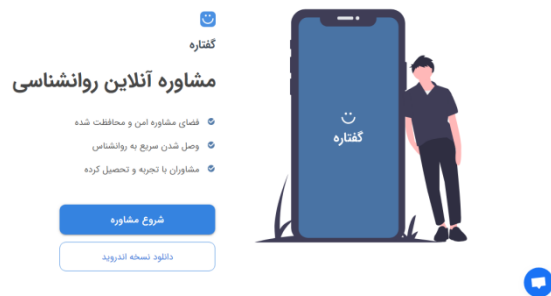 گفتاره
مشاوره آنلاین روانشناسی
فضای مشاوره امن و محافظت شده
وصل شدن سریع به روانشناس
مشاوران با تجربه و تحصیل کرده
شروع مشاوره
دانلود نسخه اندروید
گفتاره